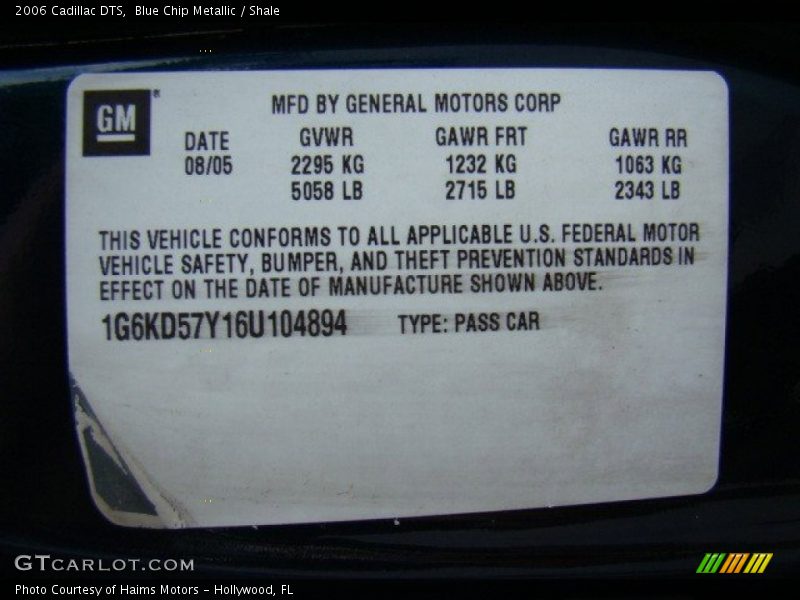 2006 Cadillac DTS,  Blue Chip Metallic / Shale
GM®
MFD BY GENERAL MOTORS CORP
DATE GVWR GAWR FRT GAWR RR
08/05 2295 KG 1232 KG 1063 KG
5058 LB 2715 LB 2343 LB
THIS VEHICLE CONFORMS TO ALL APPLICABLE U.S. FEDERAL MOTOR
VEHICLE SAFETY, BUMPER, AND THEFT PREVENTION STANDARDS IN
EFFECT ON THE DATE OF MANUFACTURE SHOWN ABOVE.
1G6KD57Y16U104894 TYPE: PASS CAR
GTCARLOT.COM
Photo Courtesy of Haims Motors - Hollywood, FL